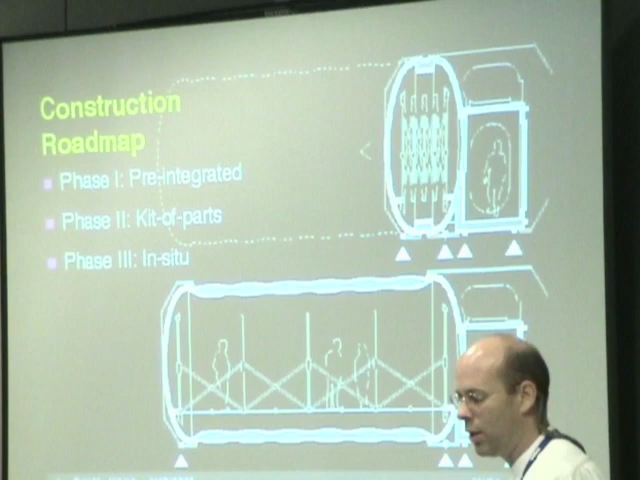 Construction
Roadmap
Phase I: Pre-integrated
Phase II: Kit-of-parts
Phase III: In-situ